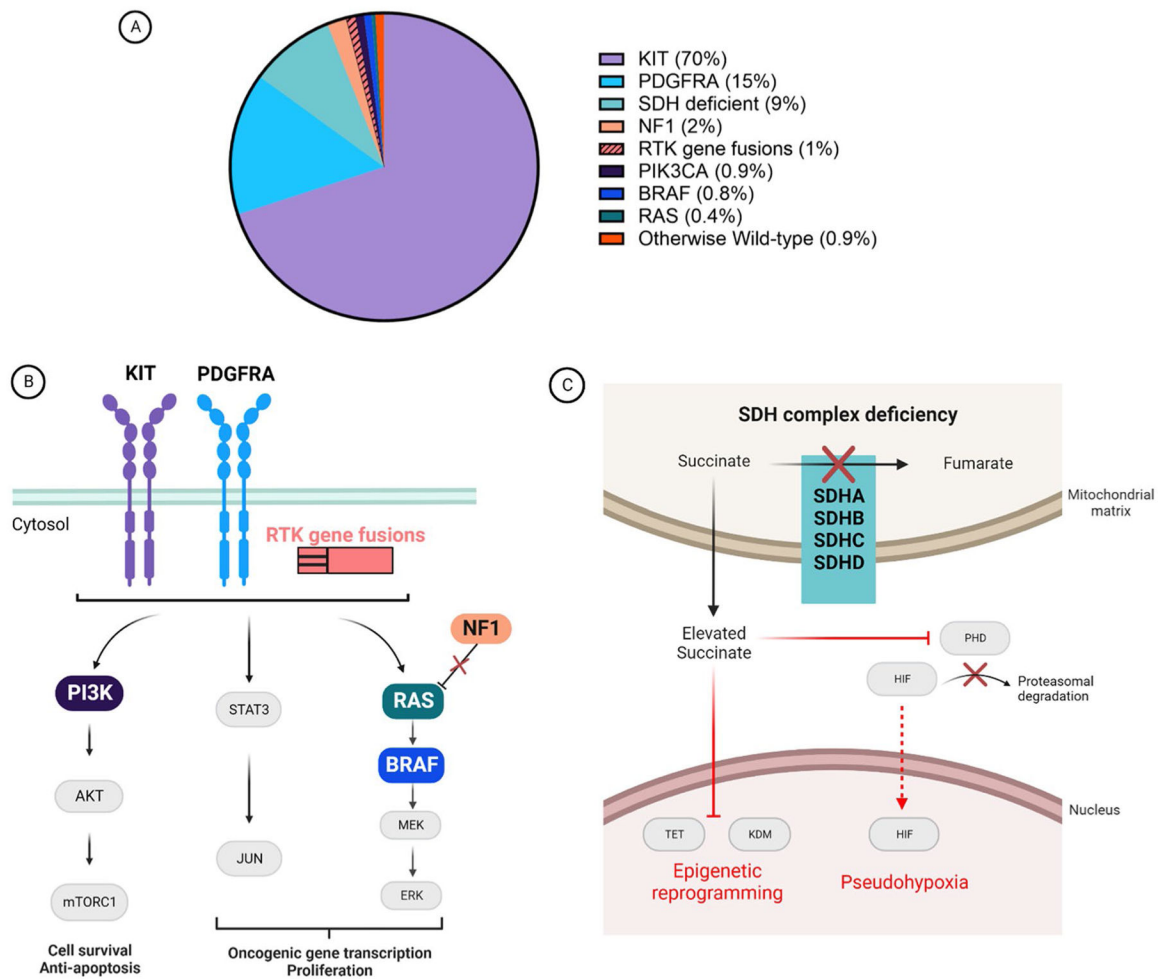 A
KIT (70%)
PDGFRA (15%)
SDH deficient (9%)
NF1 (2%)
RTK gene fusions (1%)
PIK3CA (0.9%)
BRAF (0.8%)
RAS (0.4%)
Otherwise Wild-type (0.9%)
B
KIT
PDGFRA
Cytosol
RTK gene fusions
NF1
PI3K
STAT3
RAS
BRAF
AKT
MEK
JUN
mTORC1
ERK
Cell survival
Anti-apoptosis
Oncogenic gene transcription
Proliferation
C
SDH complex deficiency
Succinate
Fumarate
SDHA
SDHB
SDHC
SDHD
Mitochondrial
matrix
Elevated
Succinate
PHD
HIF
Proteasomal
degradation
Nucleus
TET
KDM
HIF
Epigenetic
reprogramming
Pseudohypoxia